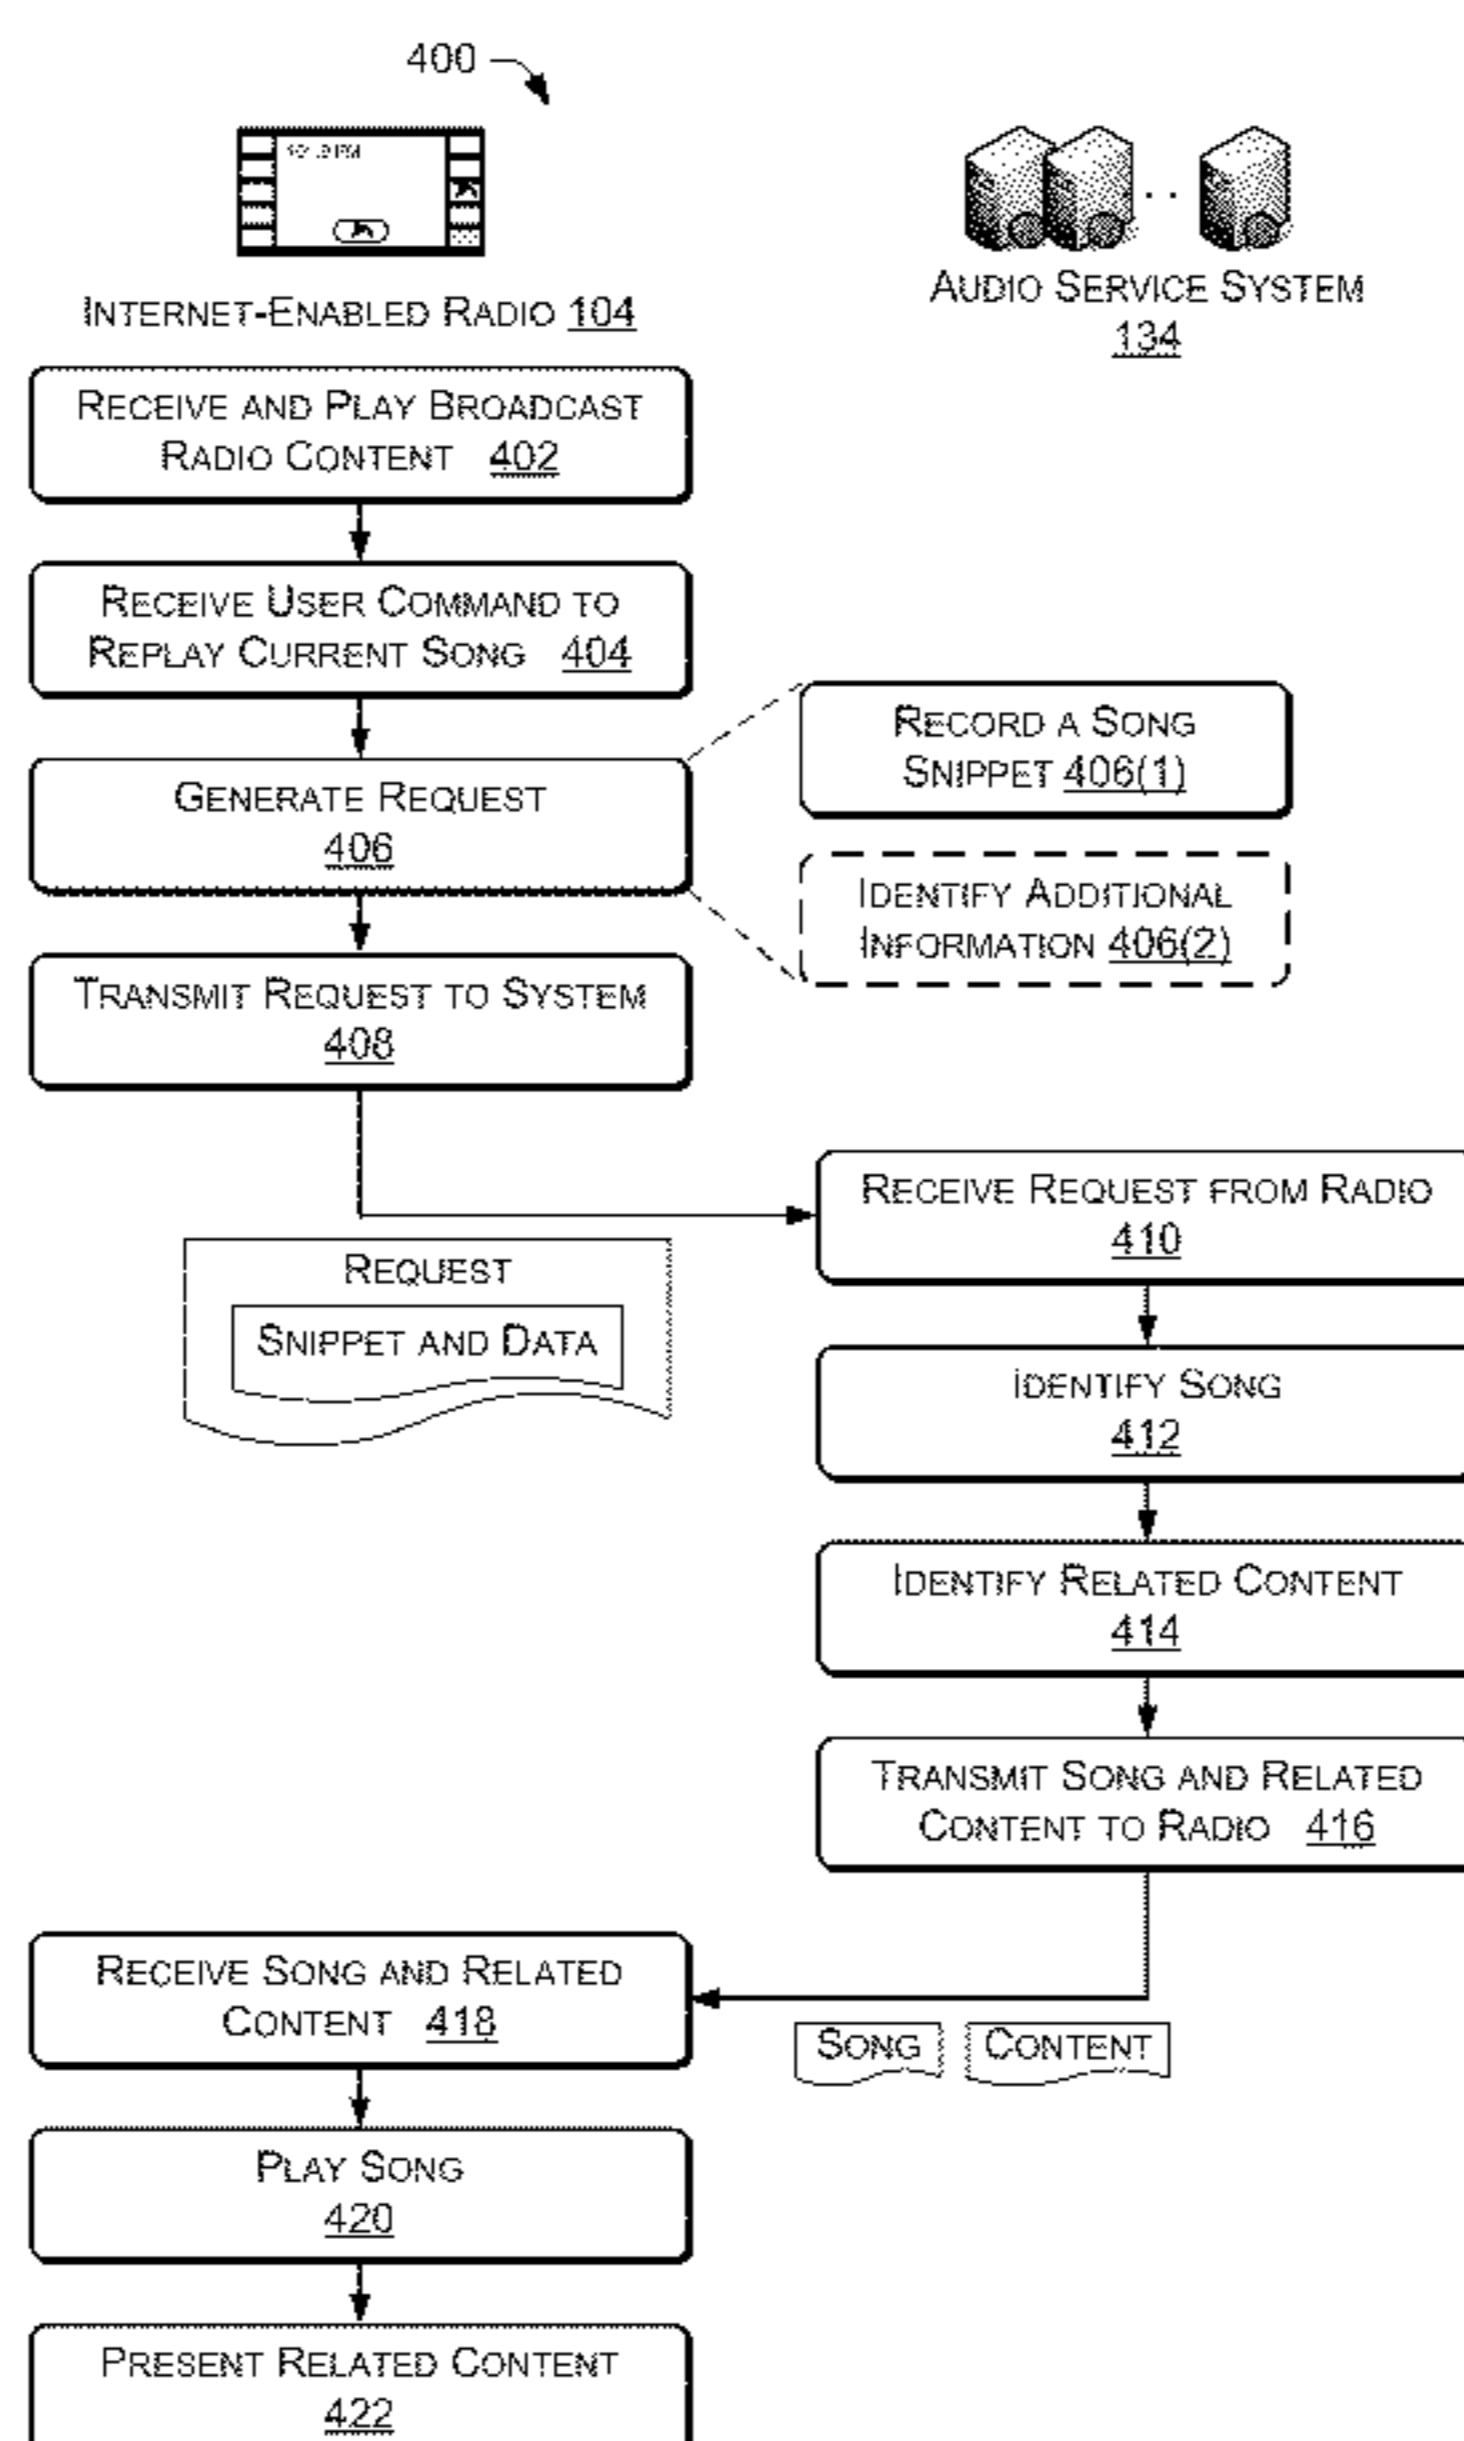 400
INTERNET-ENABLED RADIO 104
AUDIO SERVICE SYSTEM
134
RECEIVE AND PLAY BROADCAST
RADIO CONTENT 402
RECEIVE USER COMMAND TO
REPLAY CURRENT SONG 404
GENERATE REQUEST
406
RECORD A SONG
SNIPPET 406(1)
IDENTIFY ADDITIONAL
INFORMATION 406(2)
TRANSMIT REQUEST TO SYSTEM
408
RECEIVE REQUEST FROM RADIO
410
REQUEST
SNIPPET AND DATA
IDENTIFY SONG
412
IDENTIFY RELATED CONTENT
414
TRANSMIT SONG AND RELATED
CONTENT TO RADIO 416
RECEIVE SONG AND RELATED
CONTENT 418
SONG
CONTENT
PLAY SONG
420
PRESENT RELATED CONTENT
422